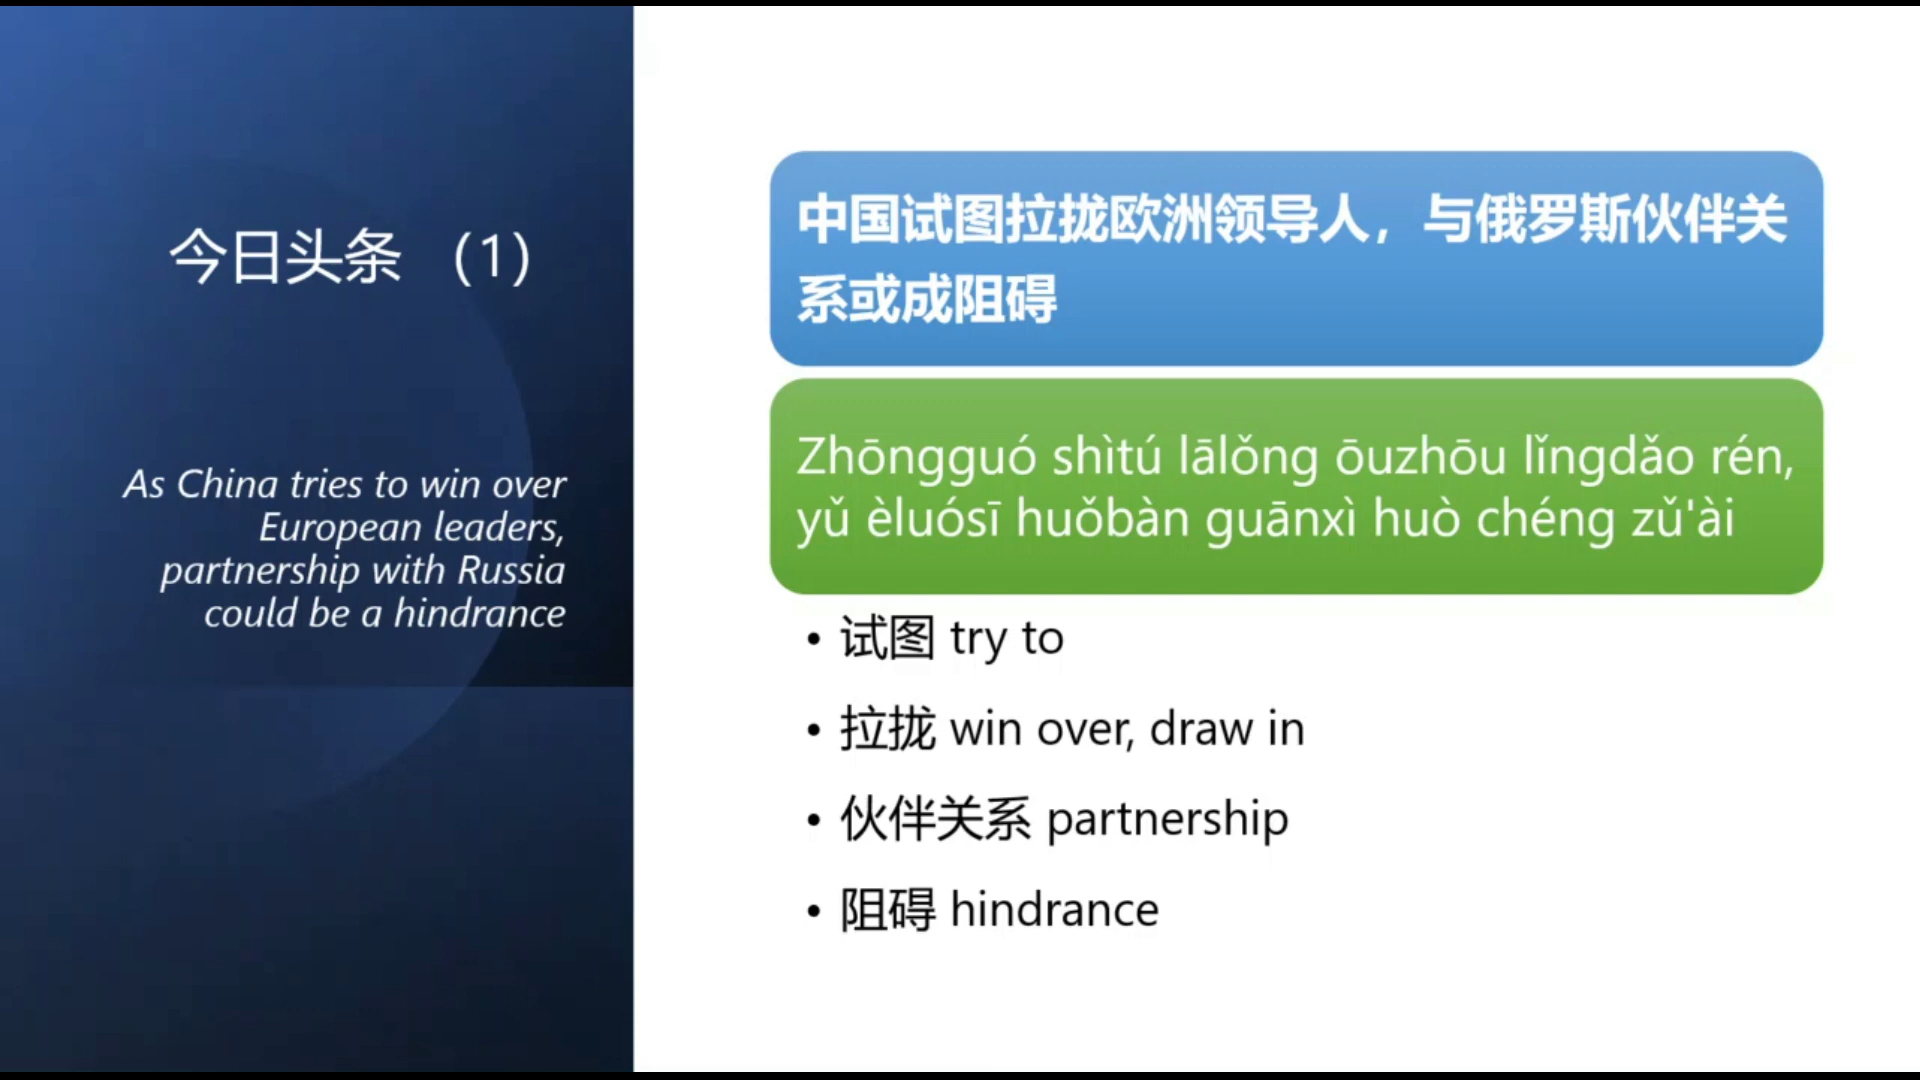 今日头条 （1）
As China tries to win over
European leaders,
partnership with Russia
could be a hindrance
中国试图拉拢欧洲领导人，与俄罗斯伙伴关
系或成阻碍
Zhōngguó shìtú lālǒng ōuzhōu lǐngdǎo rén,
yǔ èluósī huǒbàn guānxì huò chéng zǔ'ài
• 试图 try to
• 拉拢 win over, draw in
• 伙伴关系 partnership
• 阻碍 hindrance